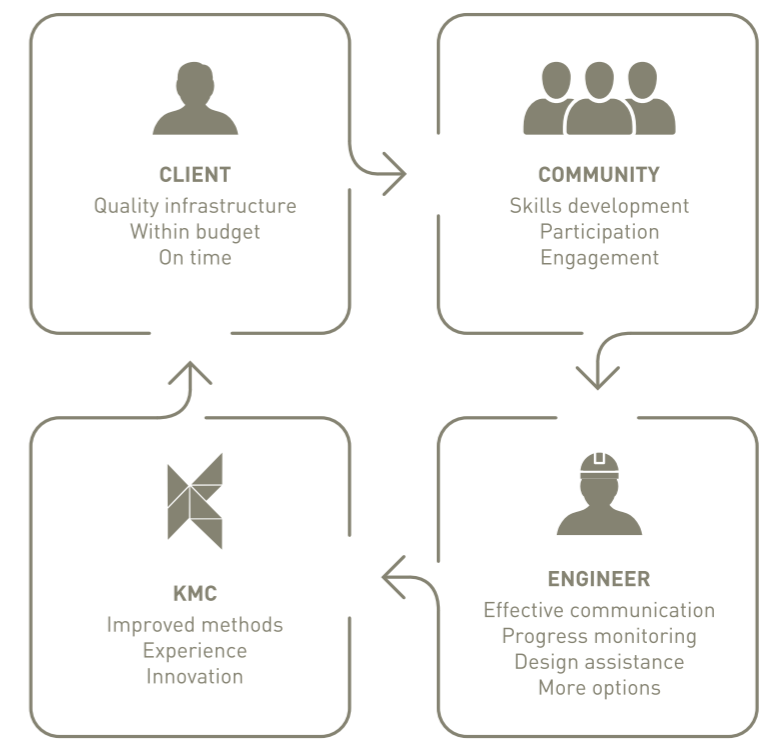 CLIENT
Quality infrastructure
Within budget
On time
COMMUNITY
Skills development
Participation
Engagement
KMC
Improved methods
Experience
Innovation
ENGINEER
Effective communication
Progress monitoring
Design assistance
More options